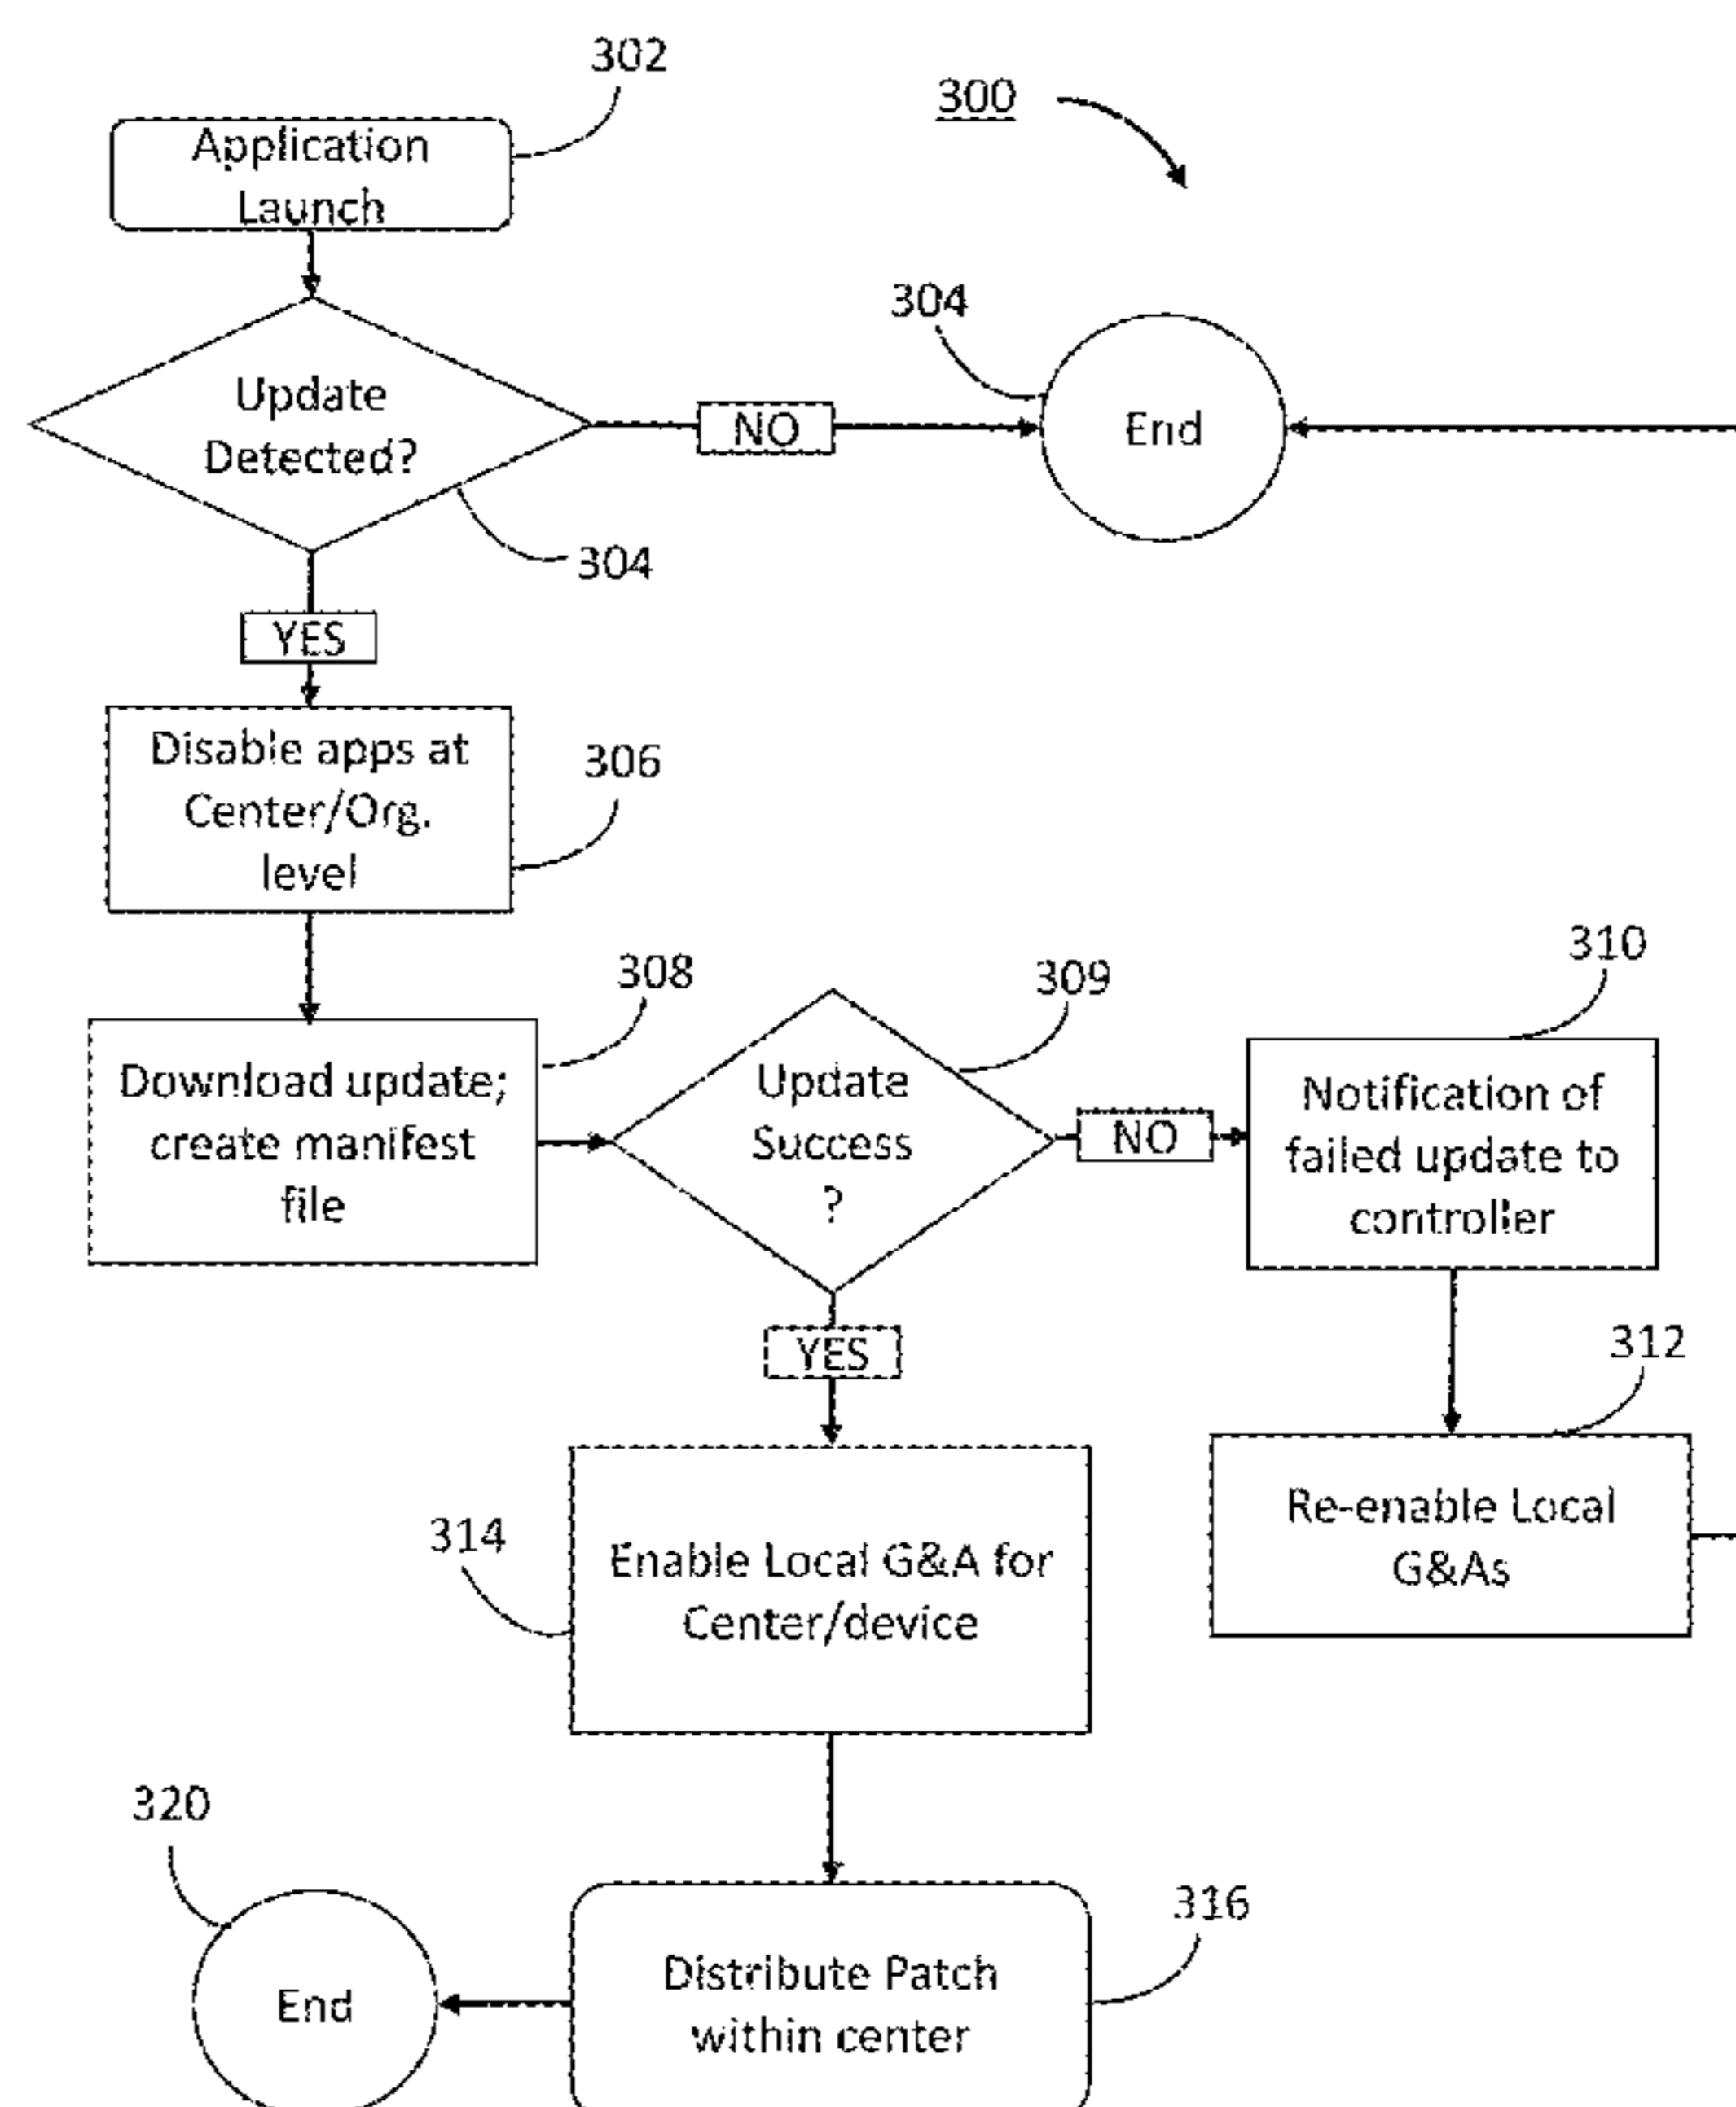 302
300
Application
Launch
304
Update
Detected?
NO
End
304
YES
Disable apps at
Center/Org.
level
306
308
309
310
Download update;
create manifest
file
Update
Success
?
NO
Notification of
failed update to
controller
YES
312
314
Enable Local G&A for
Center/device
Re-enable Local
G&As
320
316
End
Distribute Patch
within center